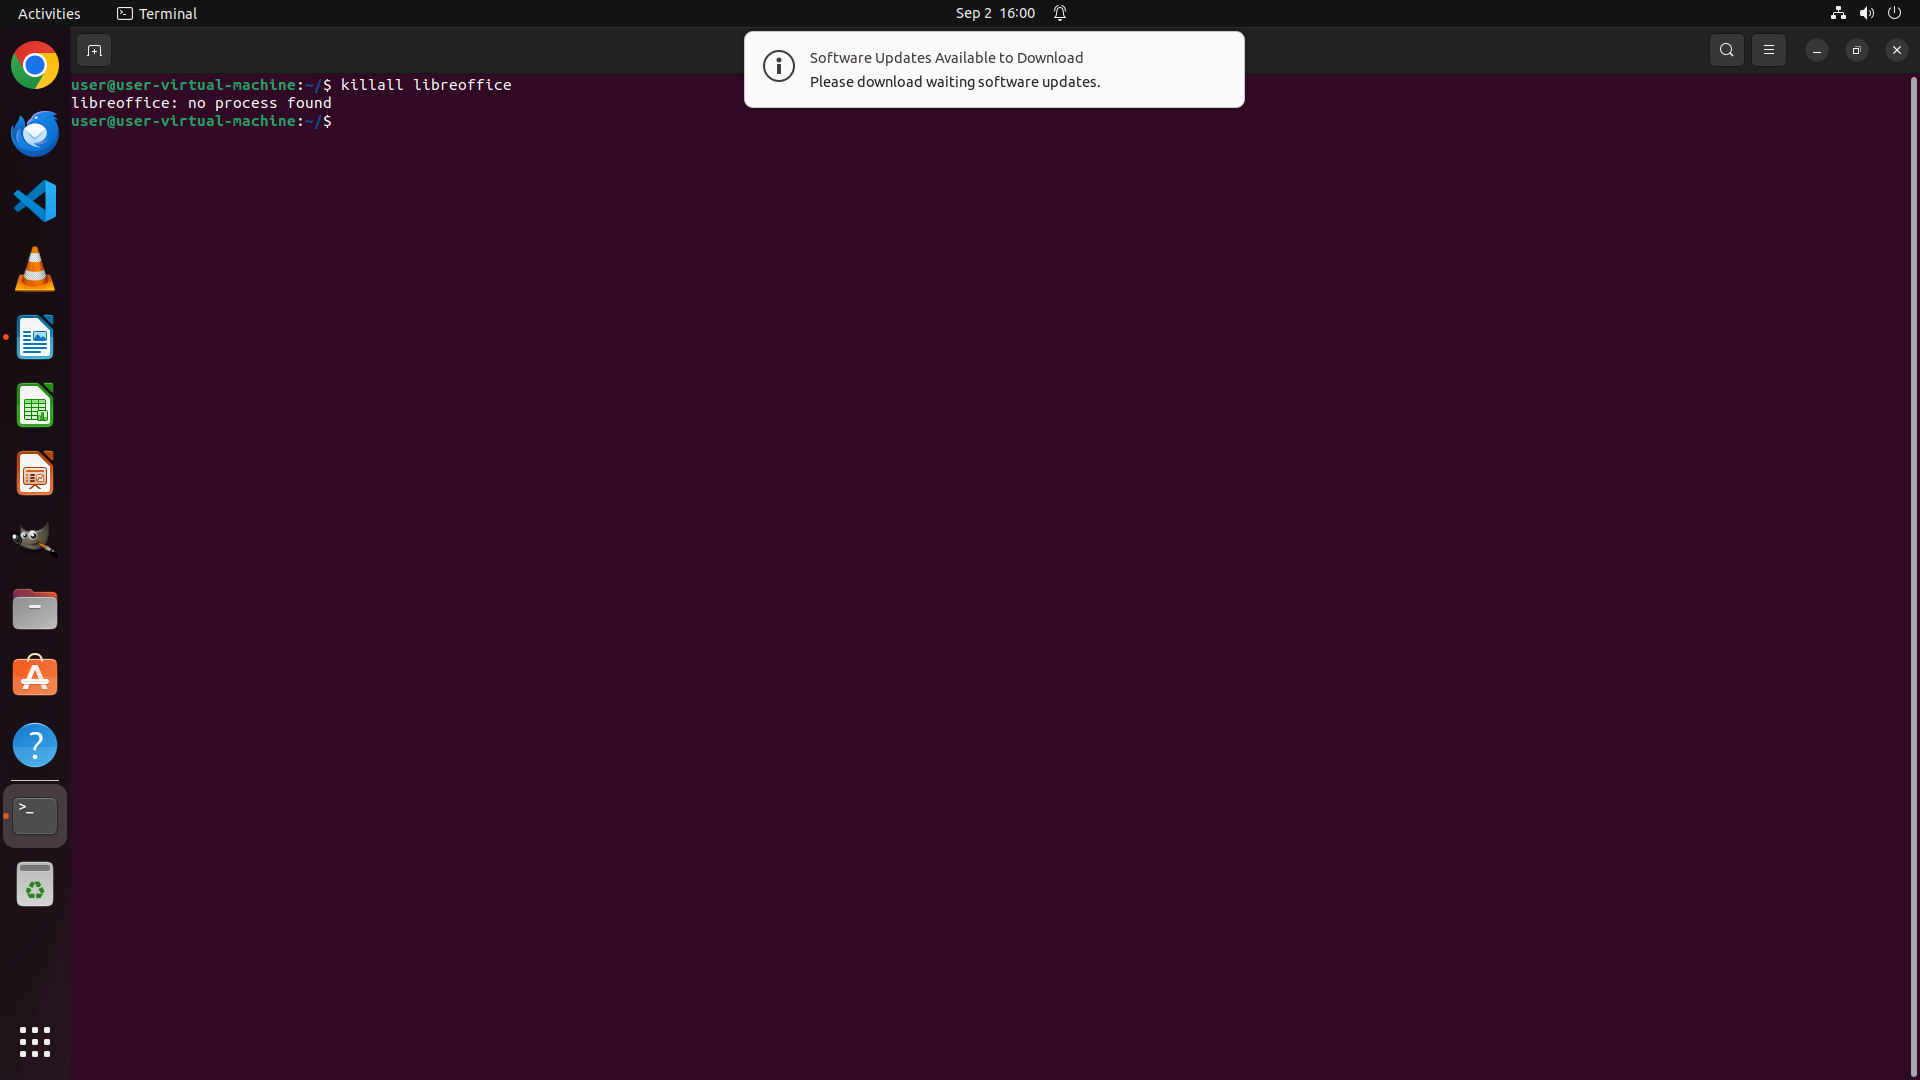 Activities
Terminal
Sep 2 16:00
Software Updates Available to Download
Please download waiting software updates.
user@user-virtual-machine:~/$ killall libreoffice
libreoffice: no process found
user@user-virtual-machine:~/$